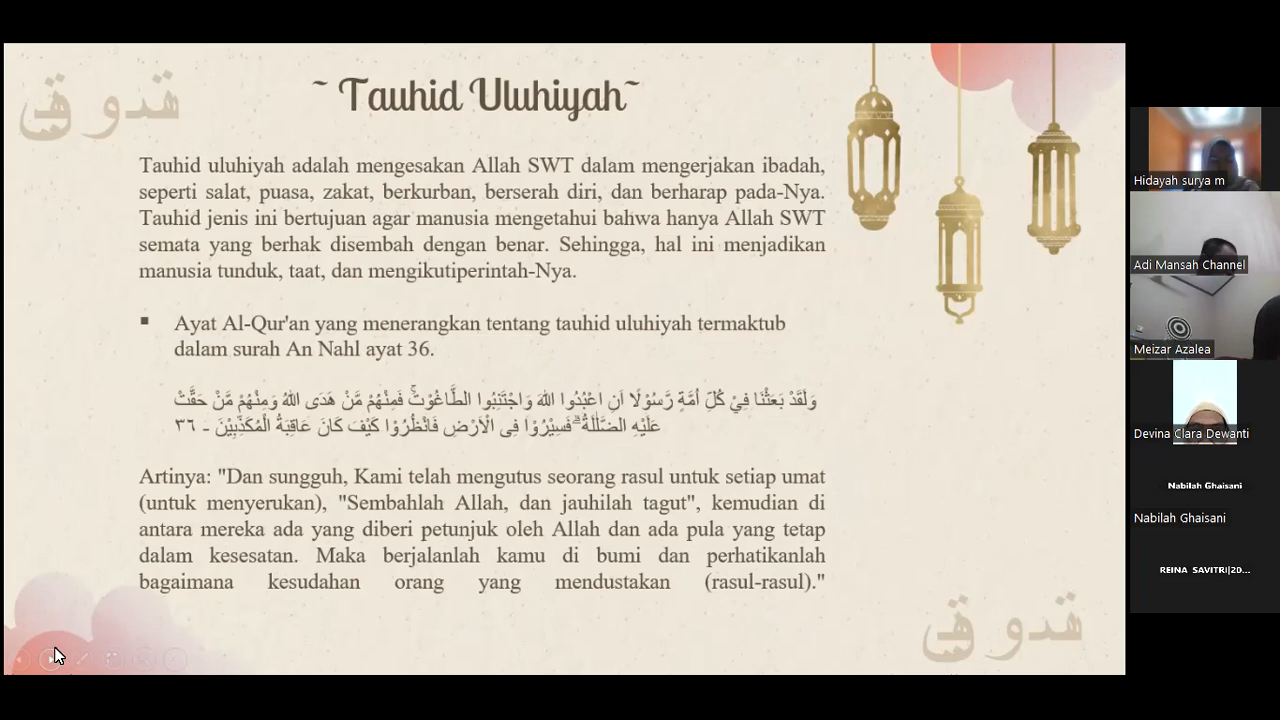 ~ Tauhid Uluhiyah~
Tauhid uluhiyah adalah mengesakan Allah SWT dalam mengerjakan ibadah,
seperti salat, puasa, zakat, berkurban, berserah diri, dan berharap pada-Nya.
Tauhid jenis ini bertujuan agar manusia mengetahui bahwa hanya Allah SWT
semata yang berhak disembah dengan benar. Sehingga, hal ini menjadikan
manusia tunduk, taat, dan mengikutiperintah-Nya.
▪ Ayat Al-Qur'an yang menerangkan tentang tauhid uluhiyah termaktub
dalam surah An Nahl ayat 36.
وَلَقَدْ بَعَثْنَا فِيْ كُلِّ اُمَّةٍ رَّسُوْلًا اَنِ اعْبُدُوا اللّٰهَ وَاجْتَنِبُوا الطَّاغُوْتَۚ فَمِنْهُمْ مَّنْ هَدَى اللّٰهُ وَمِنْهُمْ مَّنْ حَقَّتْ
عَلَيْهِ الضَّلٰلَةُ ۗ فَسِيْرُوْا فِى الْاَرْضِ فَانْظُرُوْا كَيْفَ كَانَ عَاقِبَةُ الْمُكَذِّبِيْنَ - ٣٦
Artinya: "Dan sungguh, Kami telah mengutus seorang rasul untuk setiap umat
(untuk menyerukan), "Sembahlah Allah, dan jauhilah tagut", kemudian di
antara mereka ada yang diberi petunjuk oleh Allah dan ada pula yang tetap
dalam kesesatan. Maka berjalanlah kamu di bumi dan perhatikanlah
bagaimana kesudahan orang yang mendustakan (rasul-rasul)."
Hidayah surya m
Adi Mansah Channel
Meizar Azalea
Devina Clara Dewanti
Nabilah Ghaisani
Nabilah Ghaisani
REINA SAVITRI|20...